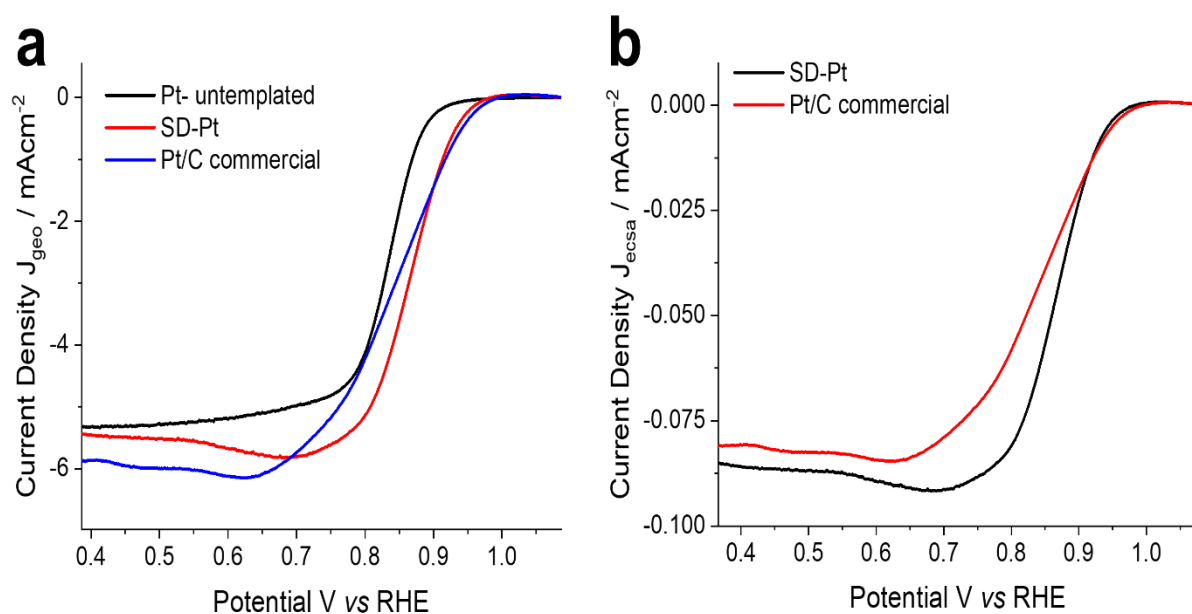 a
Current Density J_geo / mAcm⁻²
Pt- untemplated
SD-Pt
Pt/C commercial
0
-2
-4
-6
0.4 0.5 0.6 0.7 0.8 0.9 1.0
Potential V vs RHE
b
Current Density J_ecsa / mAcm⁻²
SD-Pt
Pt/C commercial
0.000
-0.025
-0.050
-0.075
-0.100
0.4 0.5 0.6 0.7 0.8 0.9 1.0
Potential V vs RHE